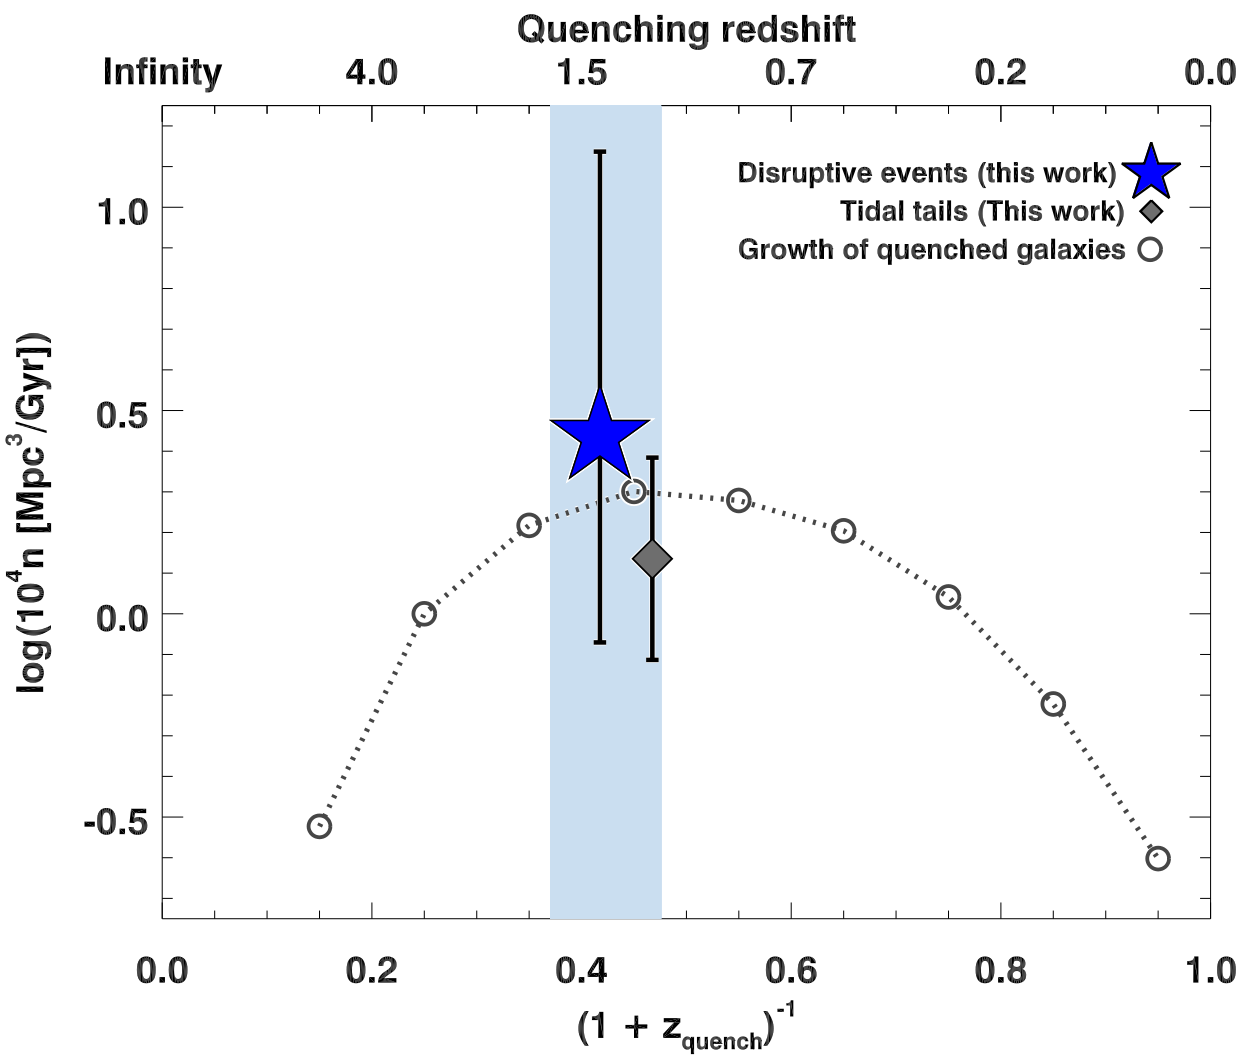 Quenching redshift
Infinity 4.0 1.5 0.7 0.2 0.0
Disruptive events (this work)
Tidal tails (This work)
Growth of quenched galaxies
1.0
0.5
0.0
-0.5
log(10⁴n [Mpc³/Gyr])
0.0 0.2 0.4 0.6 0.8 1.0
(1 + z_quench)⁻¹